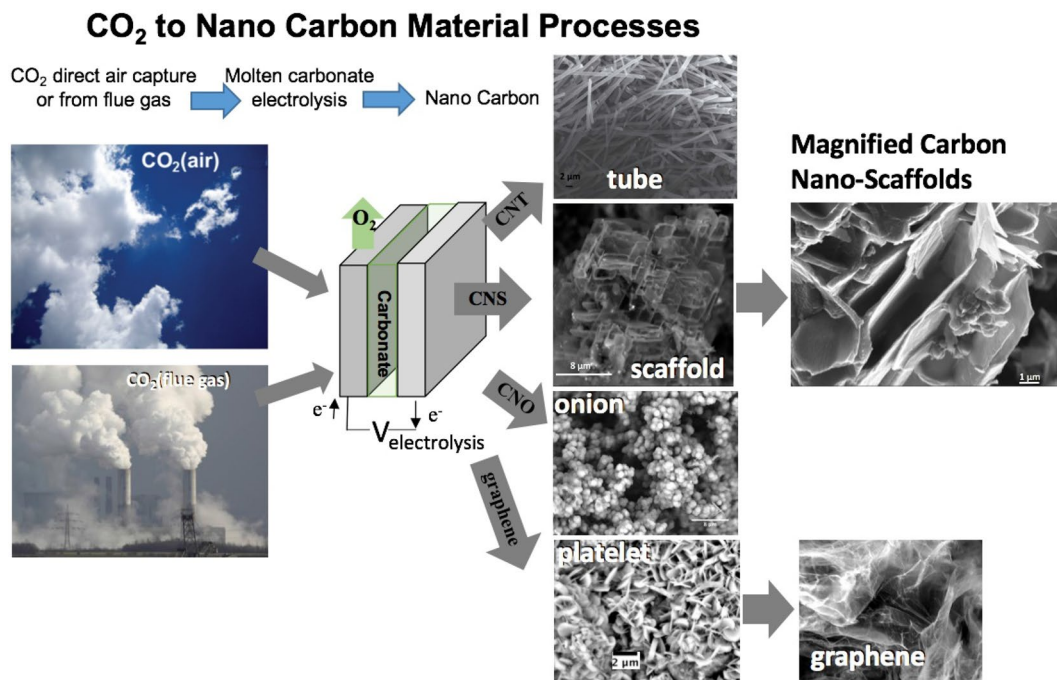 CO₂ to Nano Carbon Material Processes
CO₂ direct air capture
or from flue gas
Molten carbonate
electrolysis
Nano Carbon
CO₂(air)
CO₂(flue gas)
O₂
Carbonate
e⁻
e⁻
Velectrolysis
CNT
CNS
CNO
graphene
2 µm
tube
8 µm
scaffold
onion
platelet
2 µm
Magnified Carbon
Nano-Scaffolds
1 µm
graphene